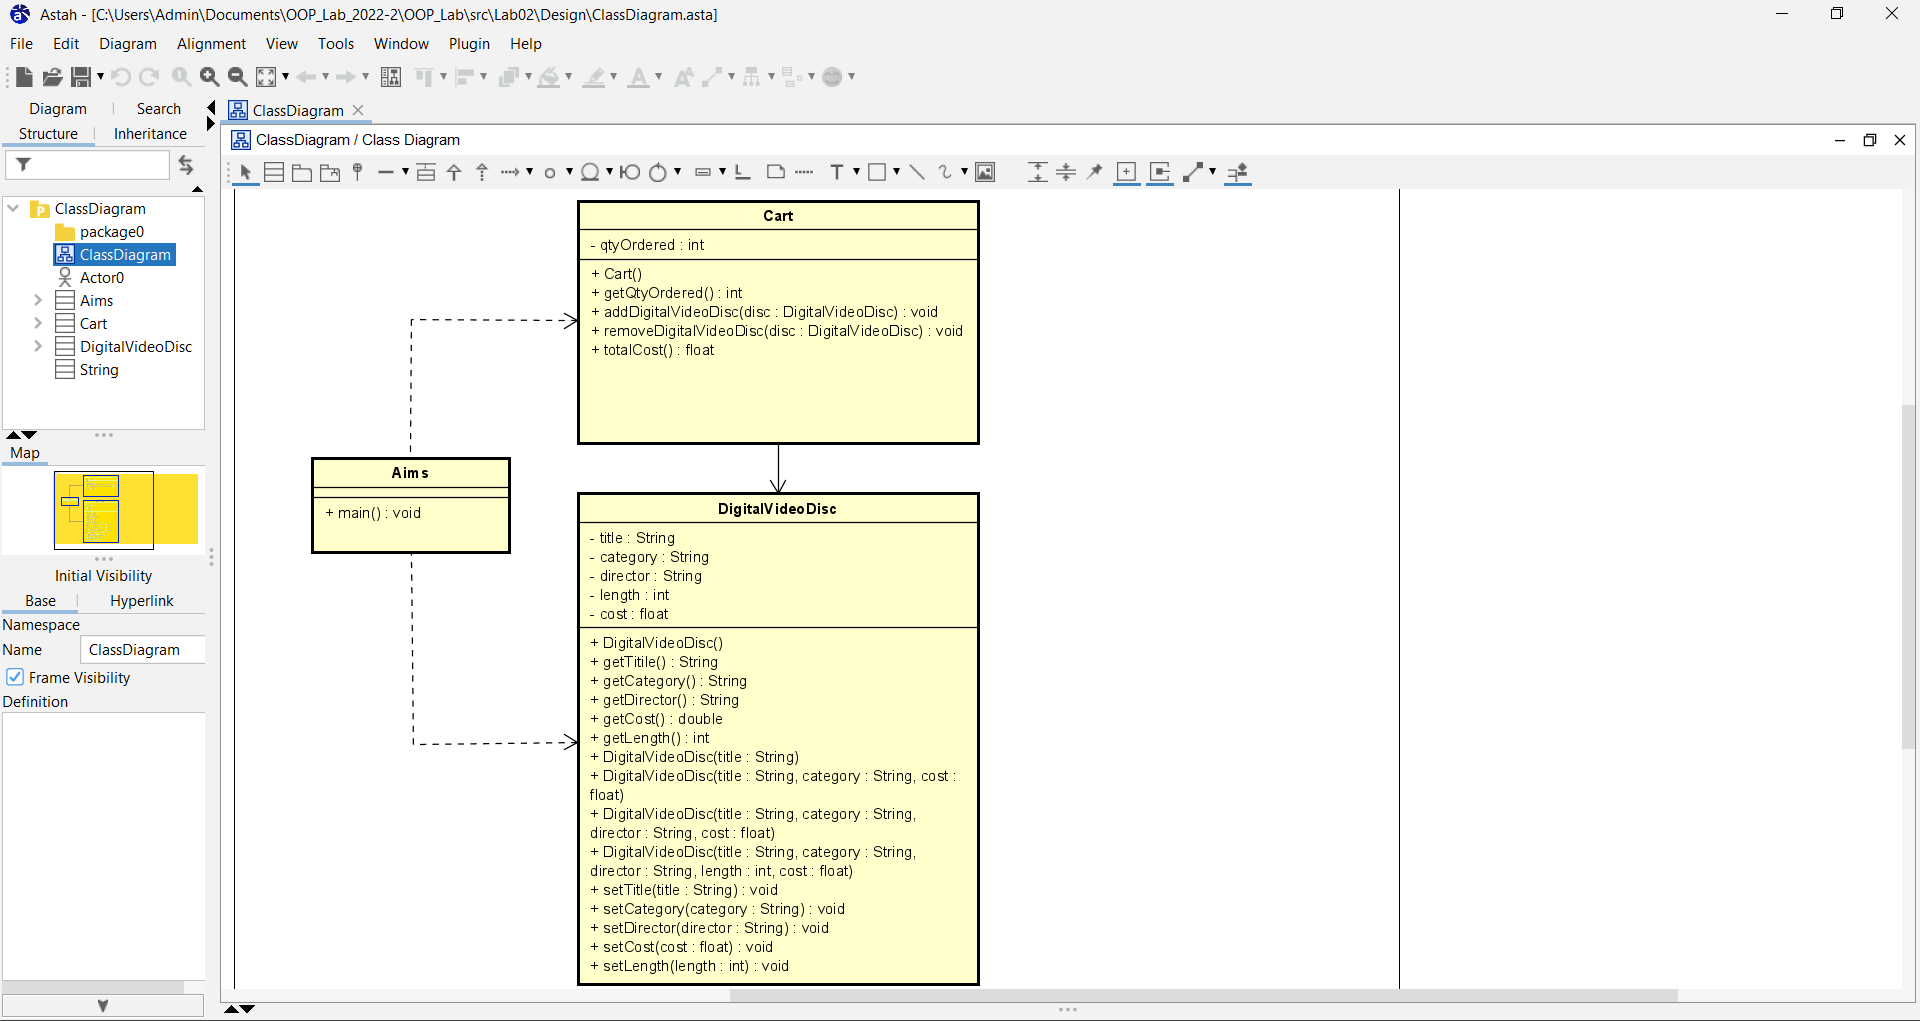 Astah - [C:\Users\Admin\Documents\OOP_Lab_2022-2\OOP_Lab\src\Lab02\Design\ClassDiagram.asta]
File Edit Diagram Alignment View Tools Window Plugin Help
Diagram Search
Structure Inheritance
ClassDiagram
package0
ClassDiagram
Actor0
Aims
Cart
DigitalVideoDisc
String
Map
Initial Visibility
Base Hyperlink
Namespace
Name ClassDiagram
Frame Visibility
Definition
ClassDiagram
ClassDiagram / Class Diagram
Cart
- qtyOrdered : int
+ Cart()
+ getQtyOrdered() : int
+ addDigitalVideoDisc(disc : DigitalVideoDisc) : void
+ removeDigitalVideoDisc(disc : DigitalVideoDisc) : void
+ totalCost() : float
Aims
+ main() : void
DigitalVideoDisc
- title : String
- category : String
- director : String
- length : int
- cost : float
+ DigitalVideoDisc()
+ getTitile() : String
+ getCategory() : String
+ getDirector() : String
+ getCost() : double
+ getLength() : int
+ DigitalVideoDisc(title : String)
+ DigitalVideoDisc(title : String, category : String, cost :
float)
+ DigitalVideoDisc(title : String, category : String,
director : String, cost : float)
+ DigitalVideoDisc(title : String, category : String,
director : String, length : int, cost : float)
+ setTitle(title : String) : void
+ setCategory(category : String) : void
+ setDirector(director : String) : void
+ setCost(cost : float) : void
+ setLength(length : int) : void